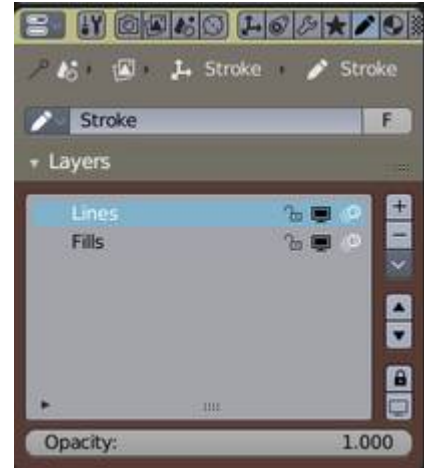 Stroke Stroke
Stroke F
Layers
Lines
Fills
Opacity: 1.000